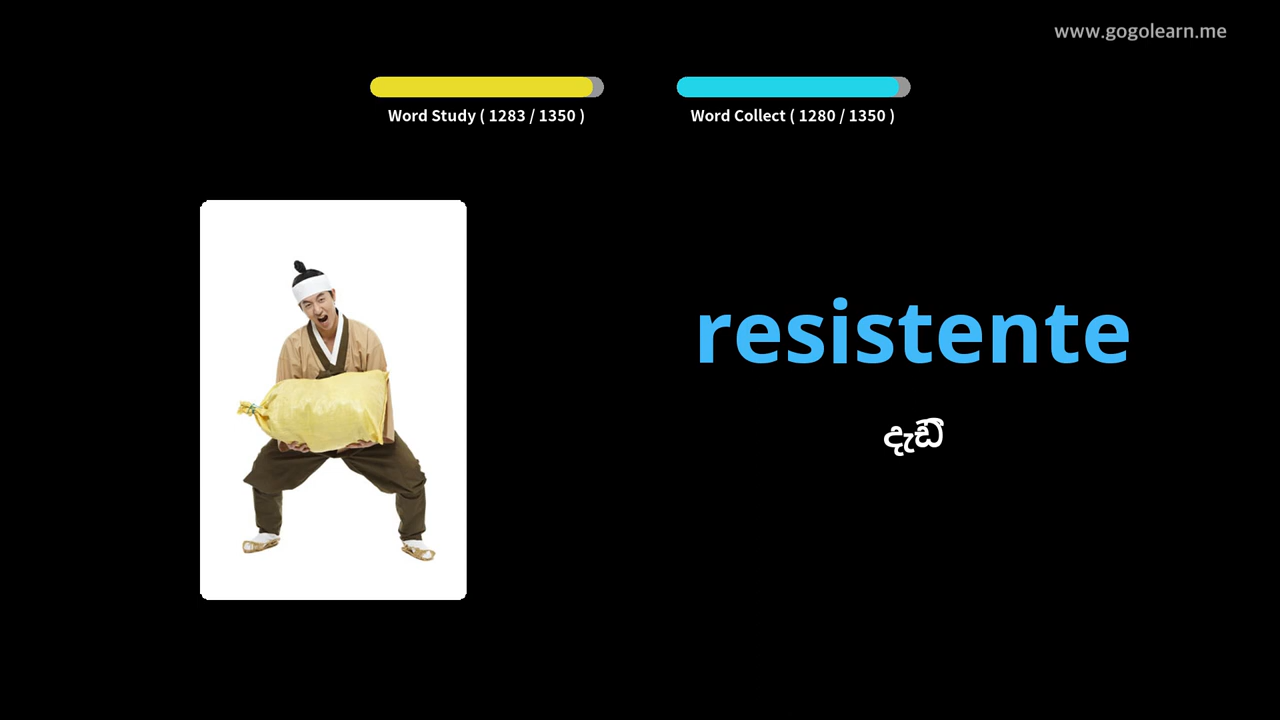 www.gogolearn.me
Word Study ( 1283 / 1350 )
Word Collect ( 1280 / 1350 )
resistente
දැඩි